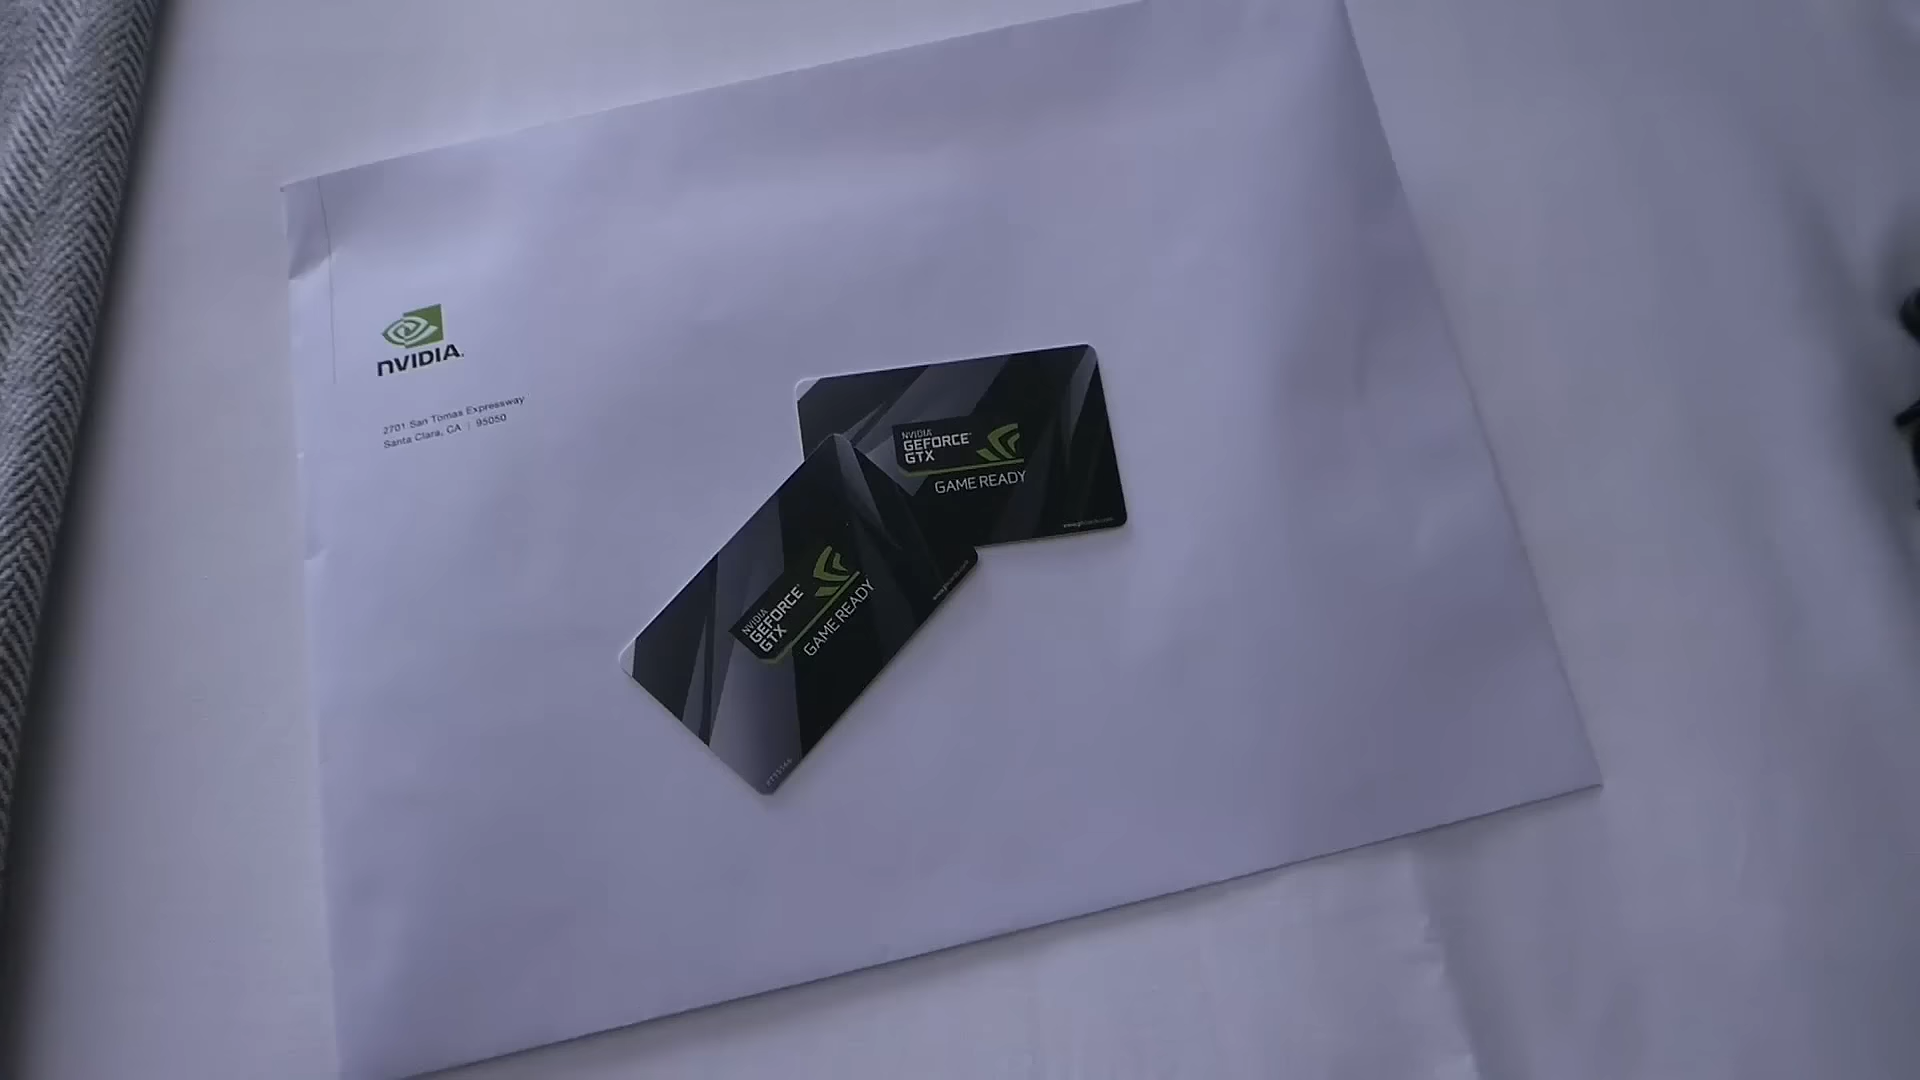 NVIDIA.
2701 San Tomas Expressway
Santa Clara, CA | 95050
NVIDIA
GEFORCE
GTX
GAME READY
NVIDIA
GEFORCE
GTX
GAME READY